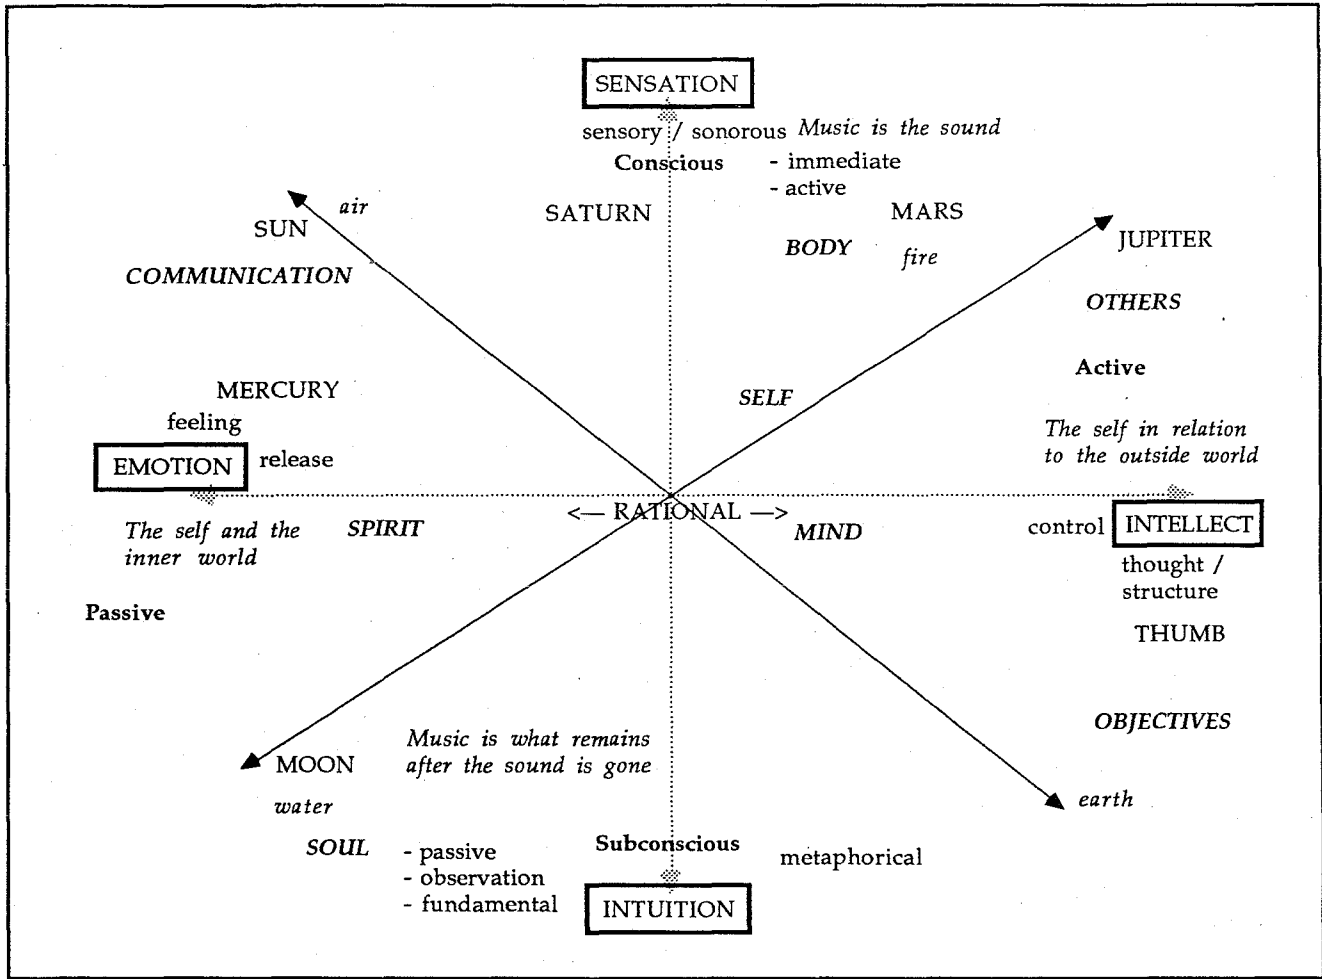 SENSATION
sensory / sonorous Music is the sound
Conscious - immediate
- active
air
SUN
SATURN
MARS
JUPITER
BODY
fire
COMMUNICATION
OTHERS
Active
MERCURY
SELF
feeling
EMOTION release
The self in relation
to the outside world
<— RATIONAL —>
The self and the
inner world
SPIRIT
MIND
control INTELLECT
thought /
structure
Passive
THUMB
OBJECTIVES
Music is what remains
after the sound is gone
MOON
water
earth
SOUL
- passive
- observation
- fundamental
Subconscious
metaphorical
INTUITION